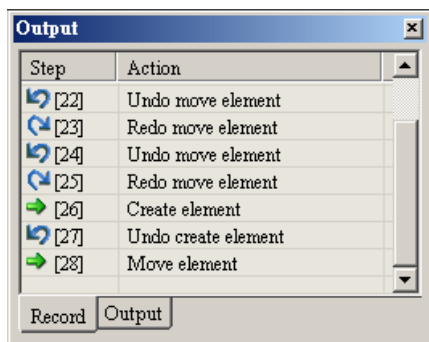 Output
Step Action
[22] Undo move element
[23] Redo move element
[24] Undo move element
[25] Redo move element
[26] Create element
[27] Undo create element
[28] Move element
Record Output